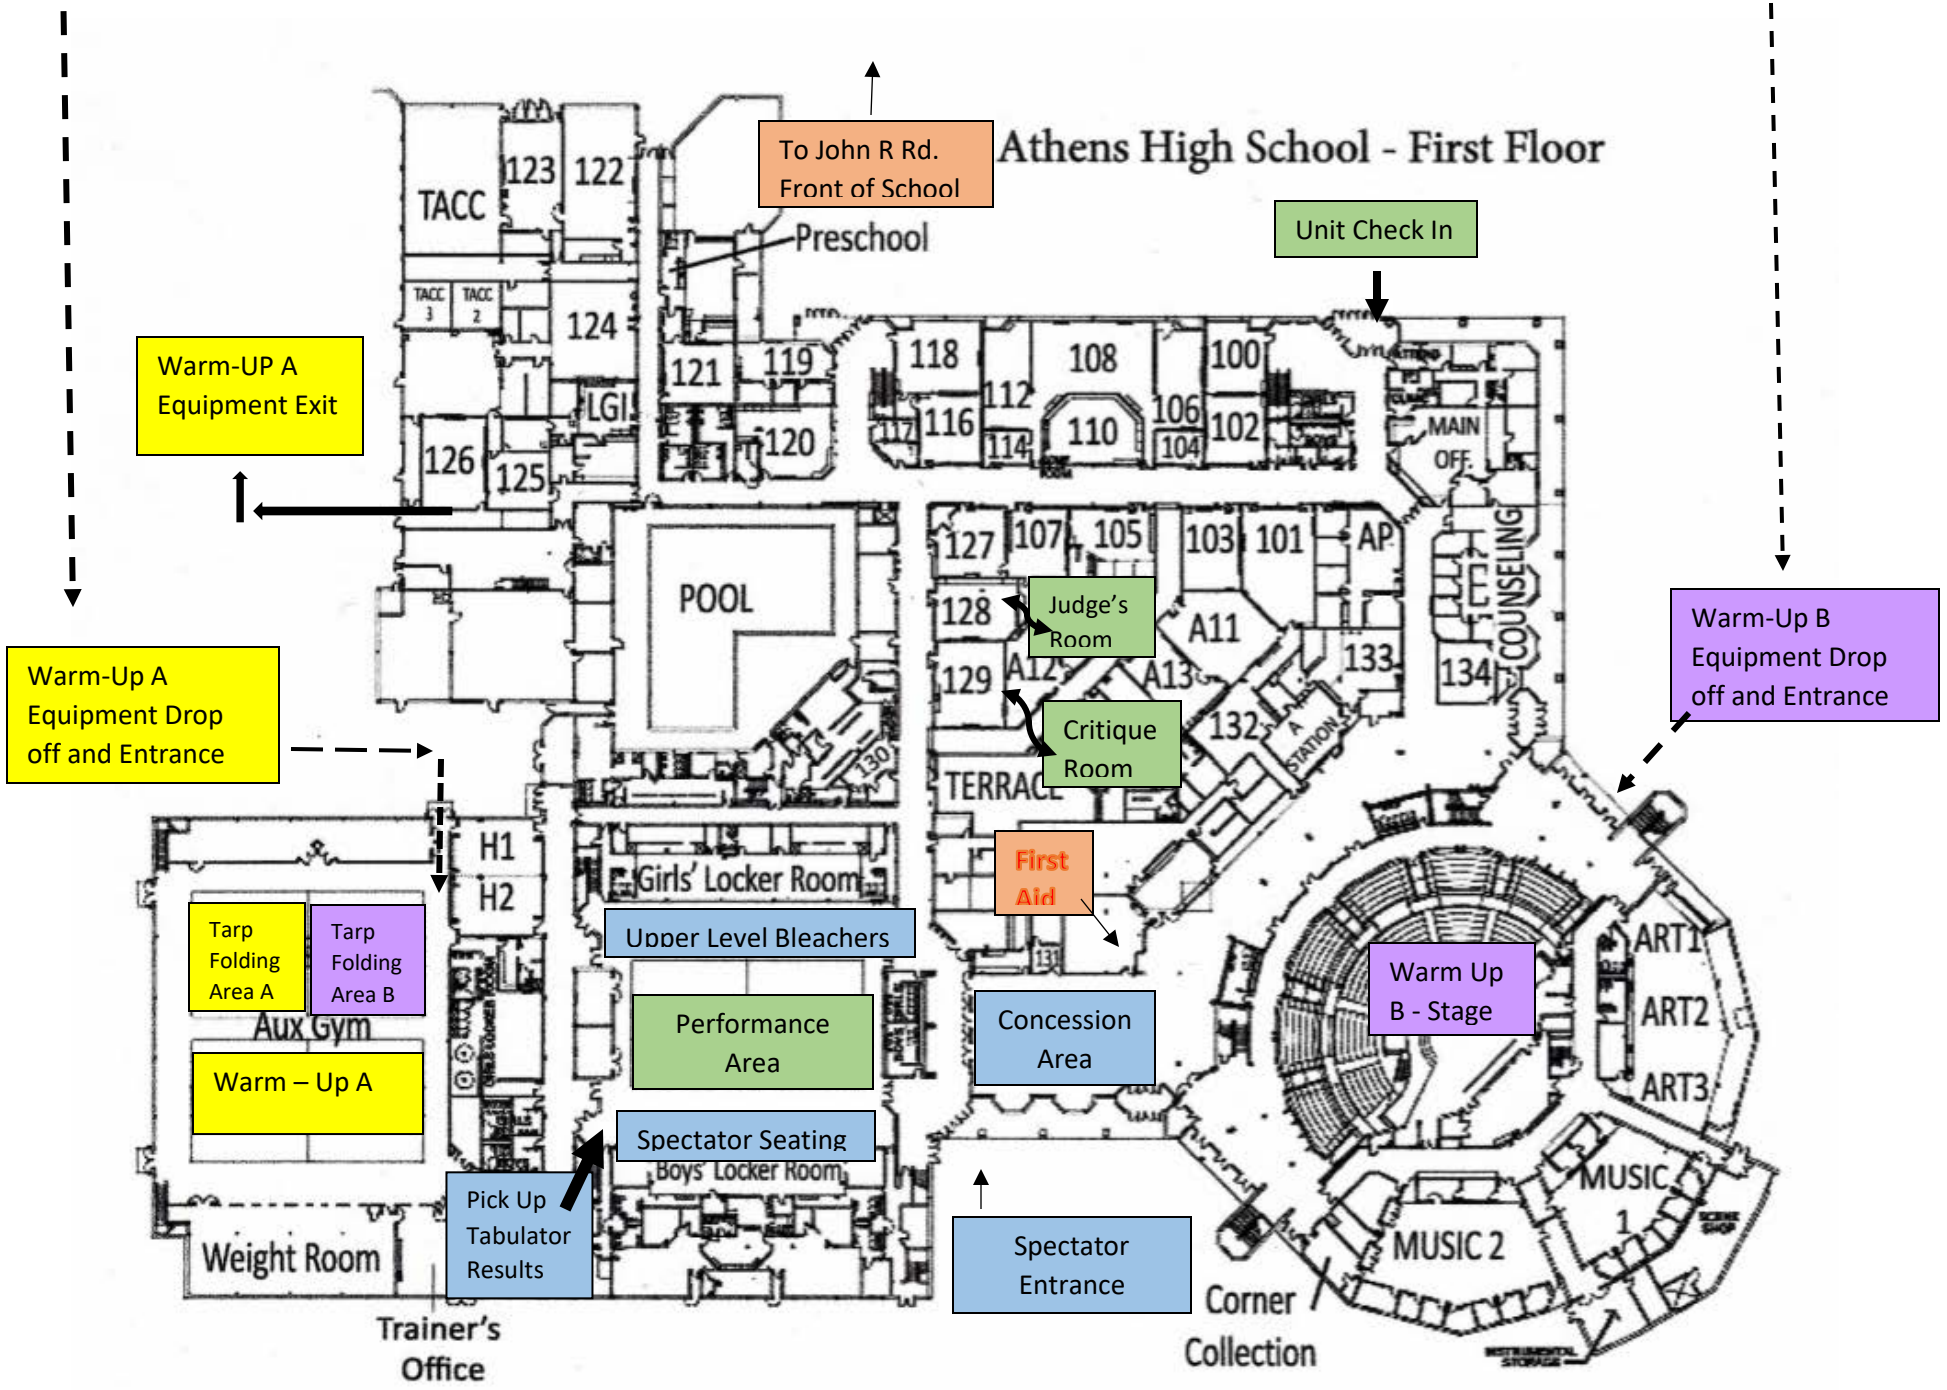 To John R Rd.
Front of School
Athens High School - First Floor
Unit Check In
TACC
123
122
Preschool
TACC
3
TACC
2
124
Warm-UP A
Equipment Exit
121
119
118
112
108
106
100
LGI
120
117
116
114
110
104
102
MAIN
OFF.
126
125
127
107
105
103
101
AP
COUNSELING
POOL
128
Judge's
Room
A11
129
A12
A13
133
134
Warm-Up B
Equipment Drop
off and Entrance
Warm-Up A
Equipment Drop
off and Entrance
Critique
Room
132
A
STATION
130
TERRACE
H1
H2
Girls' Locker Room
First
Aid
Tarp
Folding
Area A
Tarp
Folding
Area B
Upper Level Bleachers
131
ART1
ART2
ART3
Warm Up
B - Stage
Aux Gym
Performance
Area
Concession
Area
Warm – Up A
Spectator Seating
Boys' Locker Room
Pick Up
Tabulator
Results
Weight Room
Spectator
Entrance
MUSIC
1
MUSIC 2
SCENE
SHOP
Corner
Collection
Trainer's
Office
INSTRUMENTAL
STORAGE